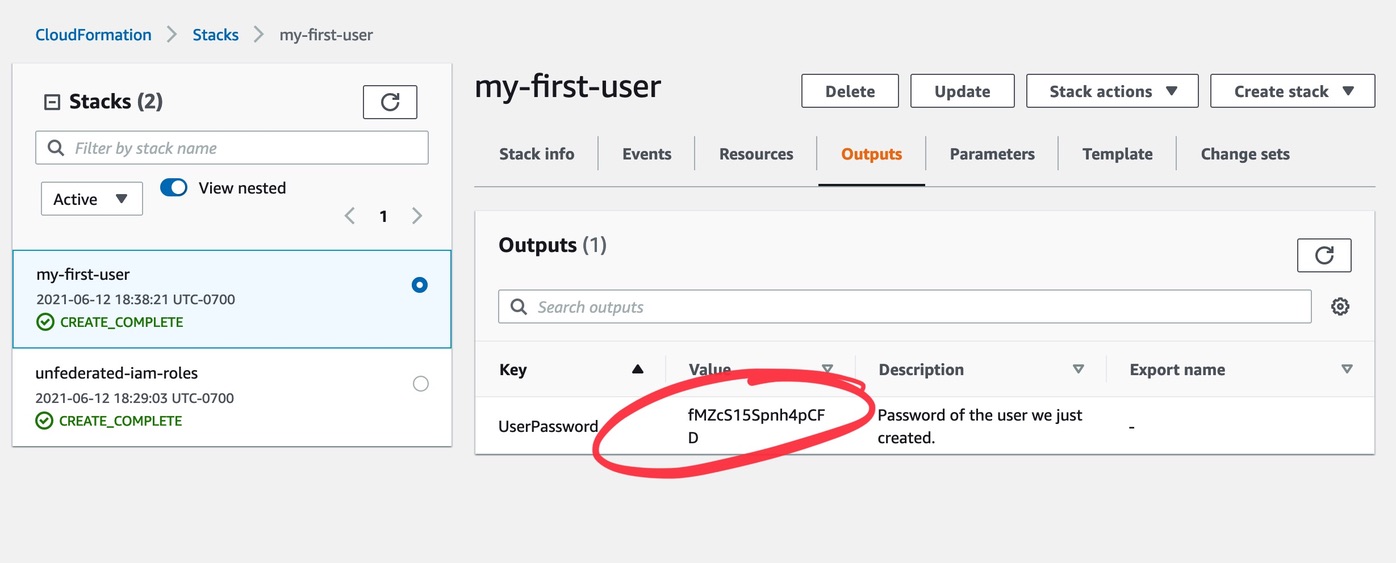 CloudFormation > Stacks > my-first-user
Stacks (2)
Filter by stack name
Active
View nested
1
my-first-user
2021-06-12 18:38:21 UTC-0700
CREATE_COMPLETE
unfederated-iam-roles
2021-06-12 18:29:03 UTC-0700
CREATE_COMPLETE
my-first-user
Delete Update Stack actions Create stack
Stack info Events Resources Outputs Parameters Template Change sets
Outputs (1)
Search outputs
Key Value Description Export name
UserPassword fMZcS15Spnh4pCF Password of the user we just -
D created.